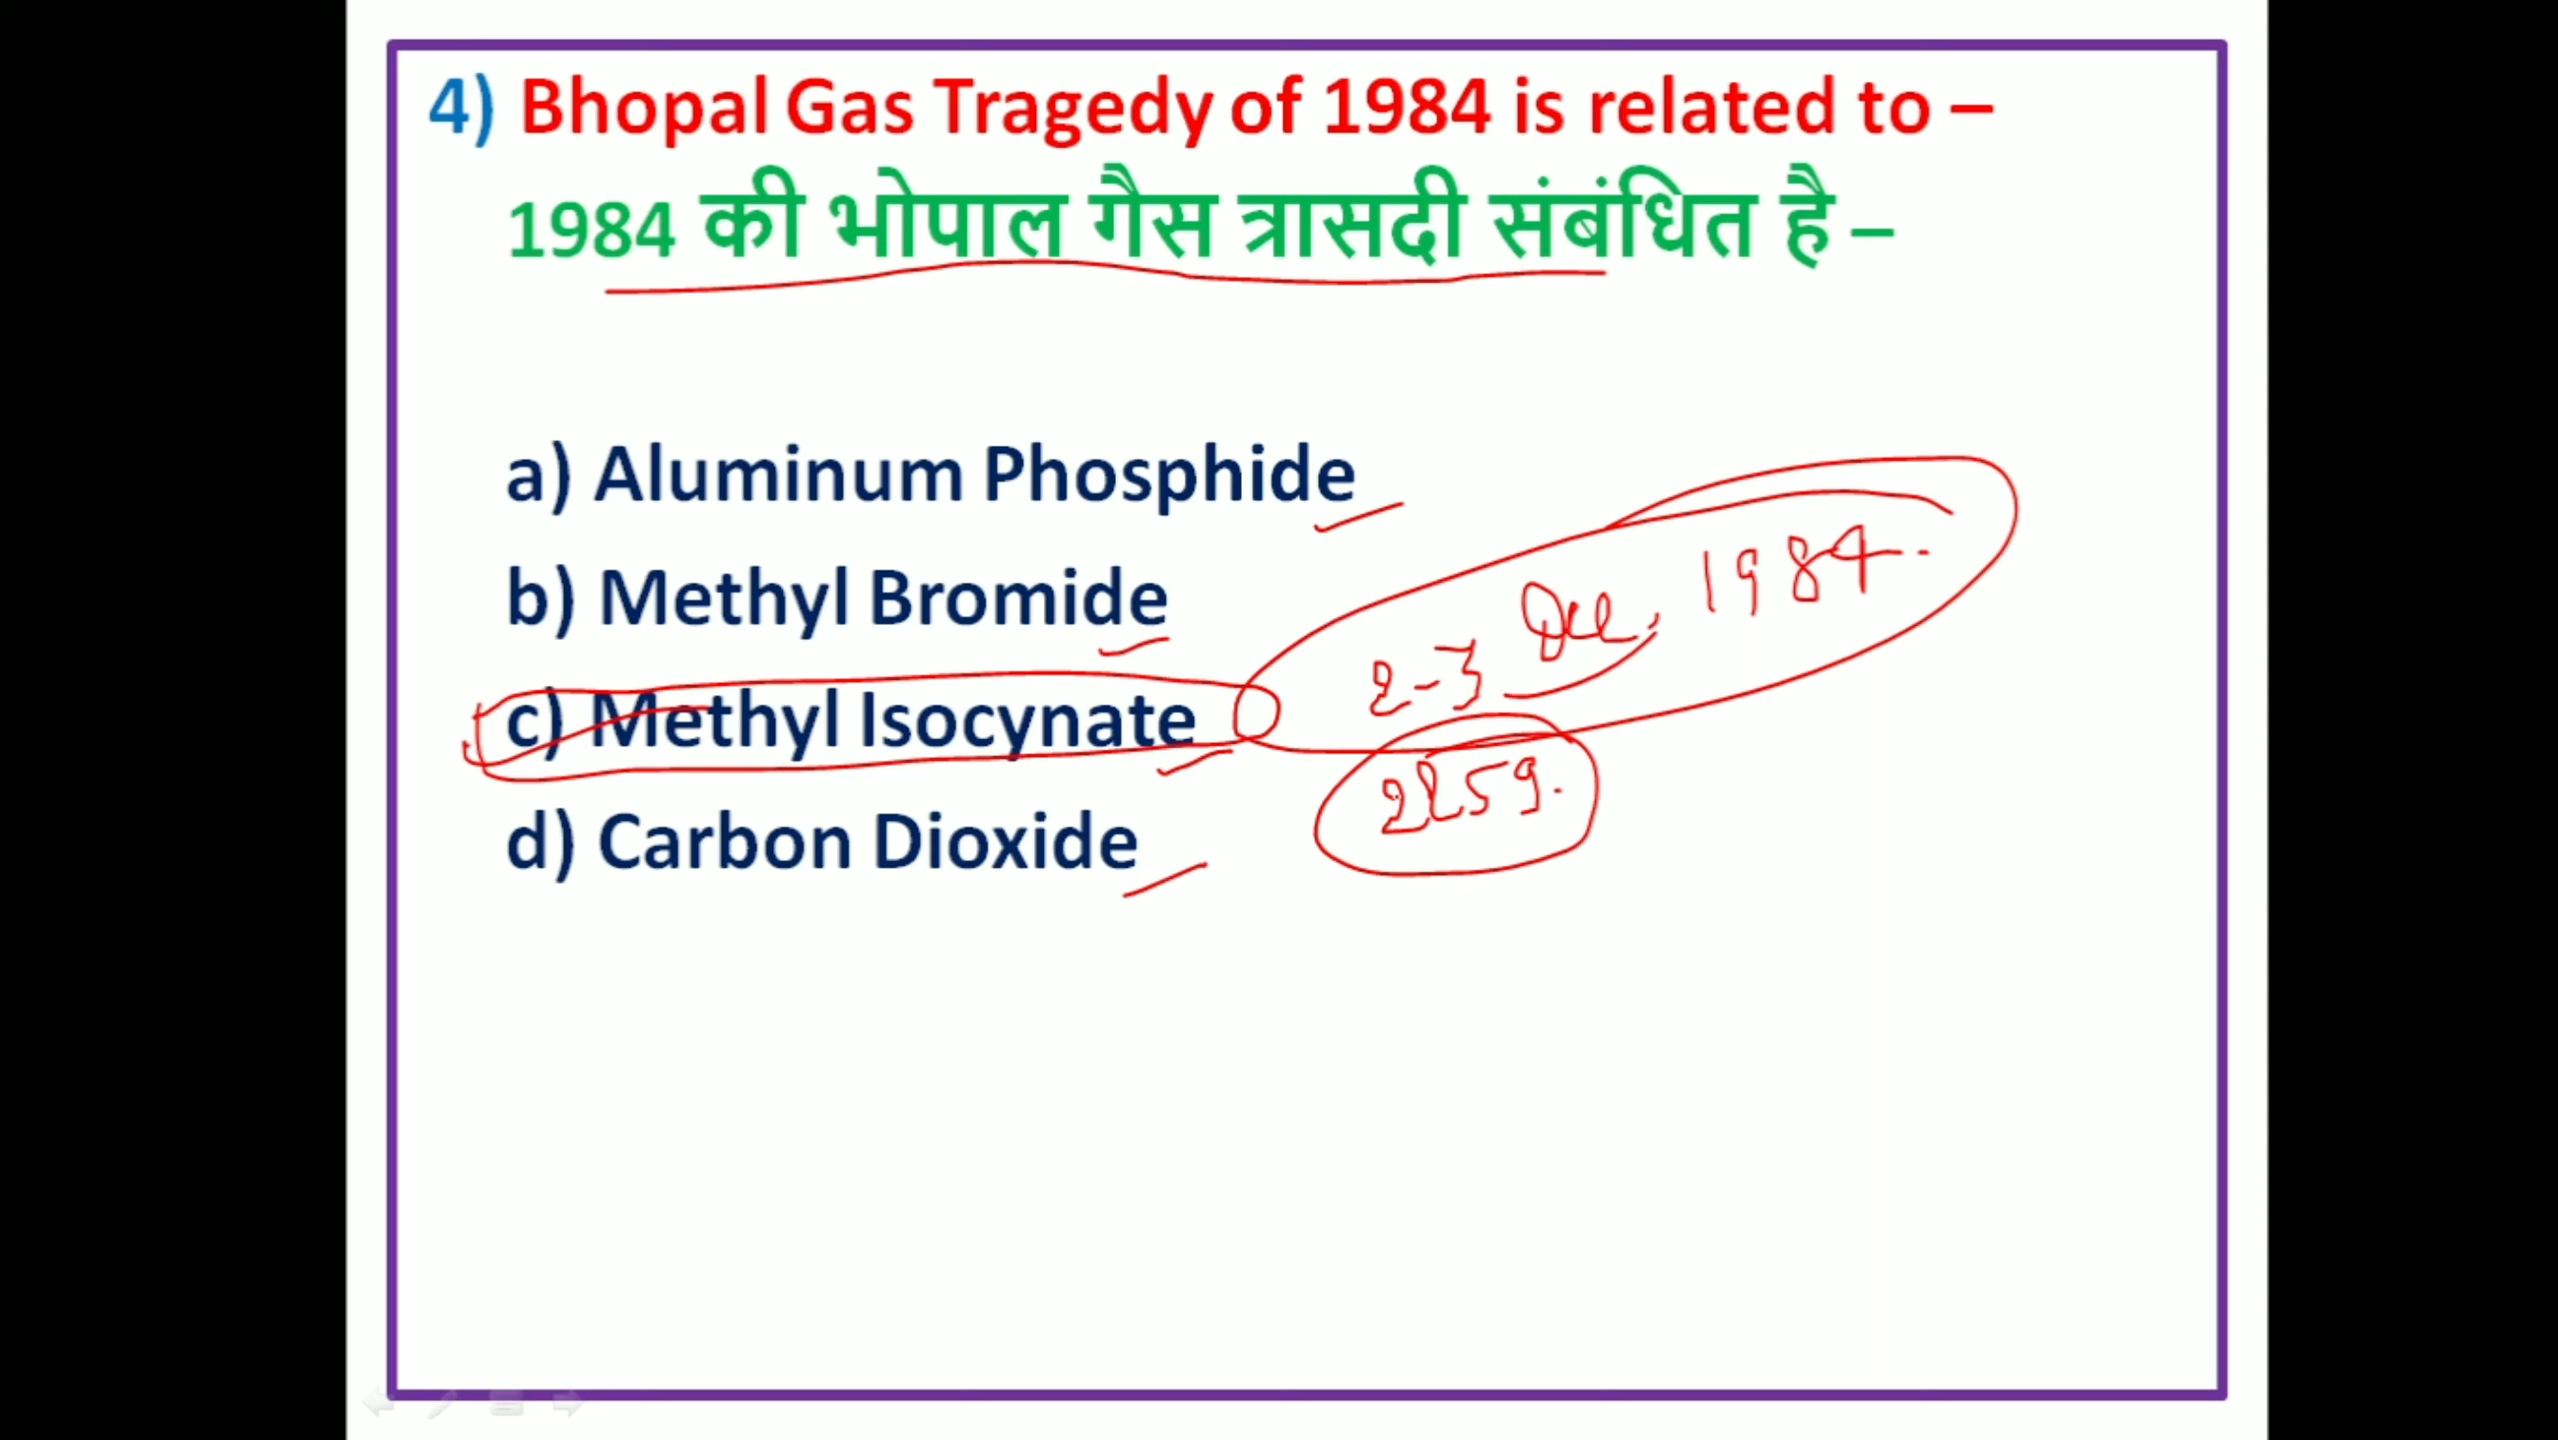 4) Bhopal Gas Tragedy of 1984 is related to –
1984 की भोपाल गैस त्रासदी संबंधित है –
a) Aluminum Phosphide
b) Methyl Bromide
2-3 Dec, 1984
c) Methyl Isocynate
2259.
d) Carbon Dioxide